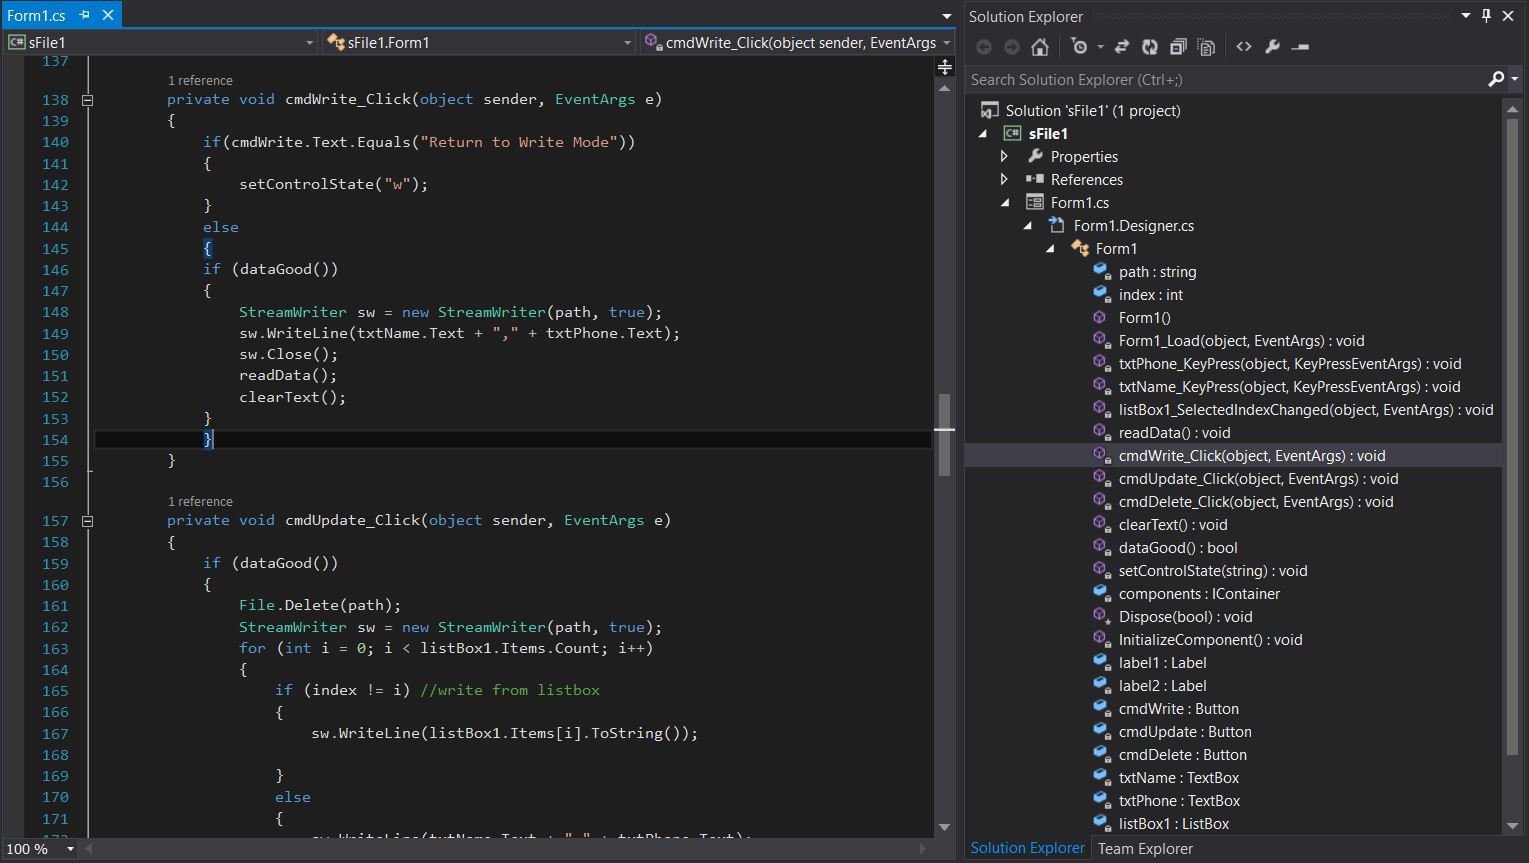 Form1.cs
sFile1
sFile1.Form1
cmdWrite_Click(object sender, EventArgs
137
1 reference
138 private void cmdWrite_Click(object sender, EventArgs e)
139 {
140 if(cmdWrite.Text.Equals("Return to Write Mode"))
141 {
142 setControlState("w");
143 }
144 else
145 {
146 if (dataGood())
147 {
148 StreamWriter sw = new StreamWriter(path, true);
149 sw.WriteLine(txtName.Text + "," + txtPhone.Text);
150 sw.Close();
151 readData();
152 clearText();
153 }
154 }
155 }
156
1 reference
157 private void cmdUpdate_Click(object sender, EventArgs e)
158 {
159 if (dataGood())
160 {
161 File.Delete(path);
162 StreamWriter sw = new StreamWriter(path, true);
163 for (int i = 0; i < listBox1.Items.Count; i++)
164 {
165 if (index != i) //write from listbox
166 {
167 sw.WriteLine(listBox1.Items[i].ToString());
168
169 }
170 else
171 {
172 sw.WriteLine(txtName.Text + "," + txtPhone.Text);
100 %
Solution Explorer
Search Solution Explorer (Ctrl+;)
Solution 'sFile1' (1 project)
C# sFile1
Properties
References
Form1.cs
Form1.Designer.cs
Form1
path : string
index : int
Form1()
Form1_Load(object, EventArgs) : void
txtPhone_KeyPress(object, KeyPressEventArgs) : void
txtName_KeyPress(object, KeyPressEventArgs) : void
listBox1_SelectedIndexChanged(object, EventArgs) : void
readData() : void
cmdWrite_Click(object, EventArgs) : void
cmdUpdate_Click(object, EventArgs) : void
cmdDelete_Click(object, EventArgs) : void
clearText() : void
dataGood() : bool
setControlState(string) : void
components : IContainer
Dispose(bool) : void
InitializeComponent() : void
label1 : Label
label2 : Label
cmdWrite : Button
cmdUpdate : Button
cmdDelete : Button
txtName : TextBox
txtPhone : TextBox
listBox1 : ListBox
Solution Explorer Team Explorer